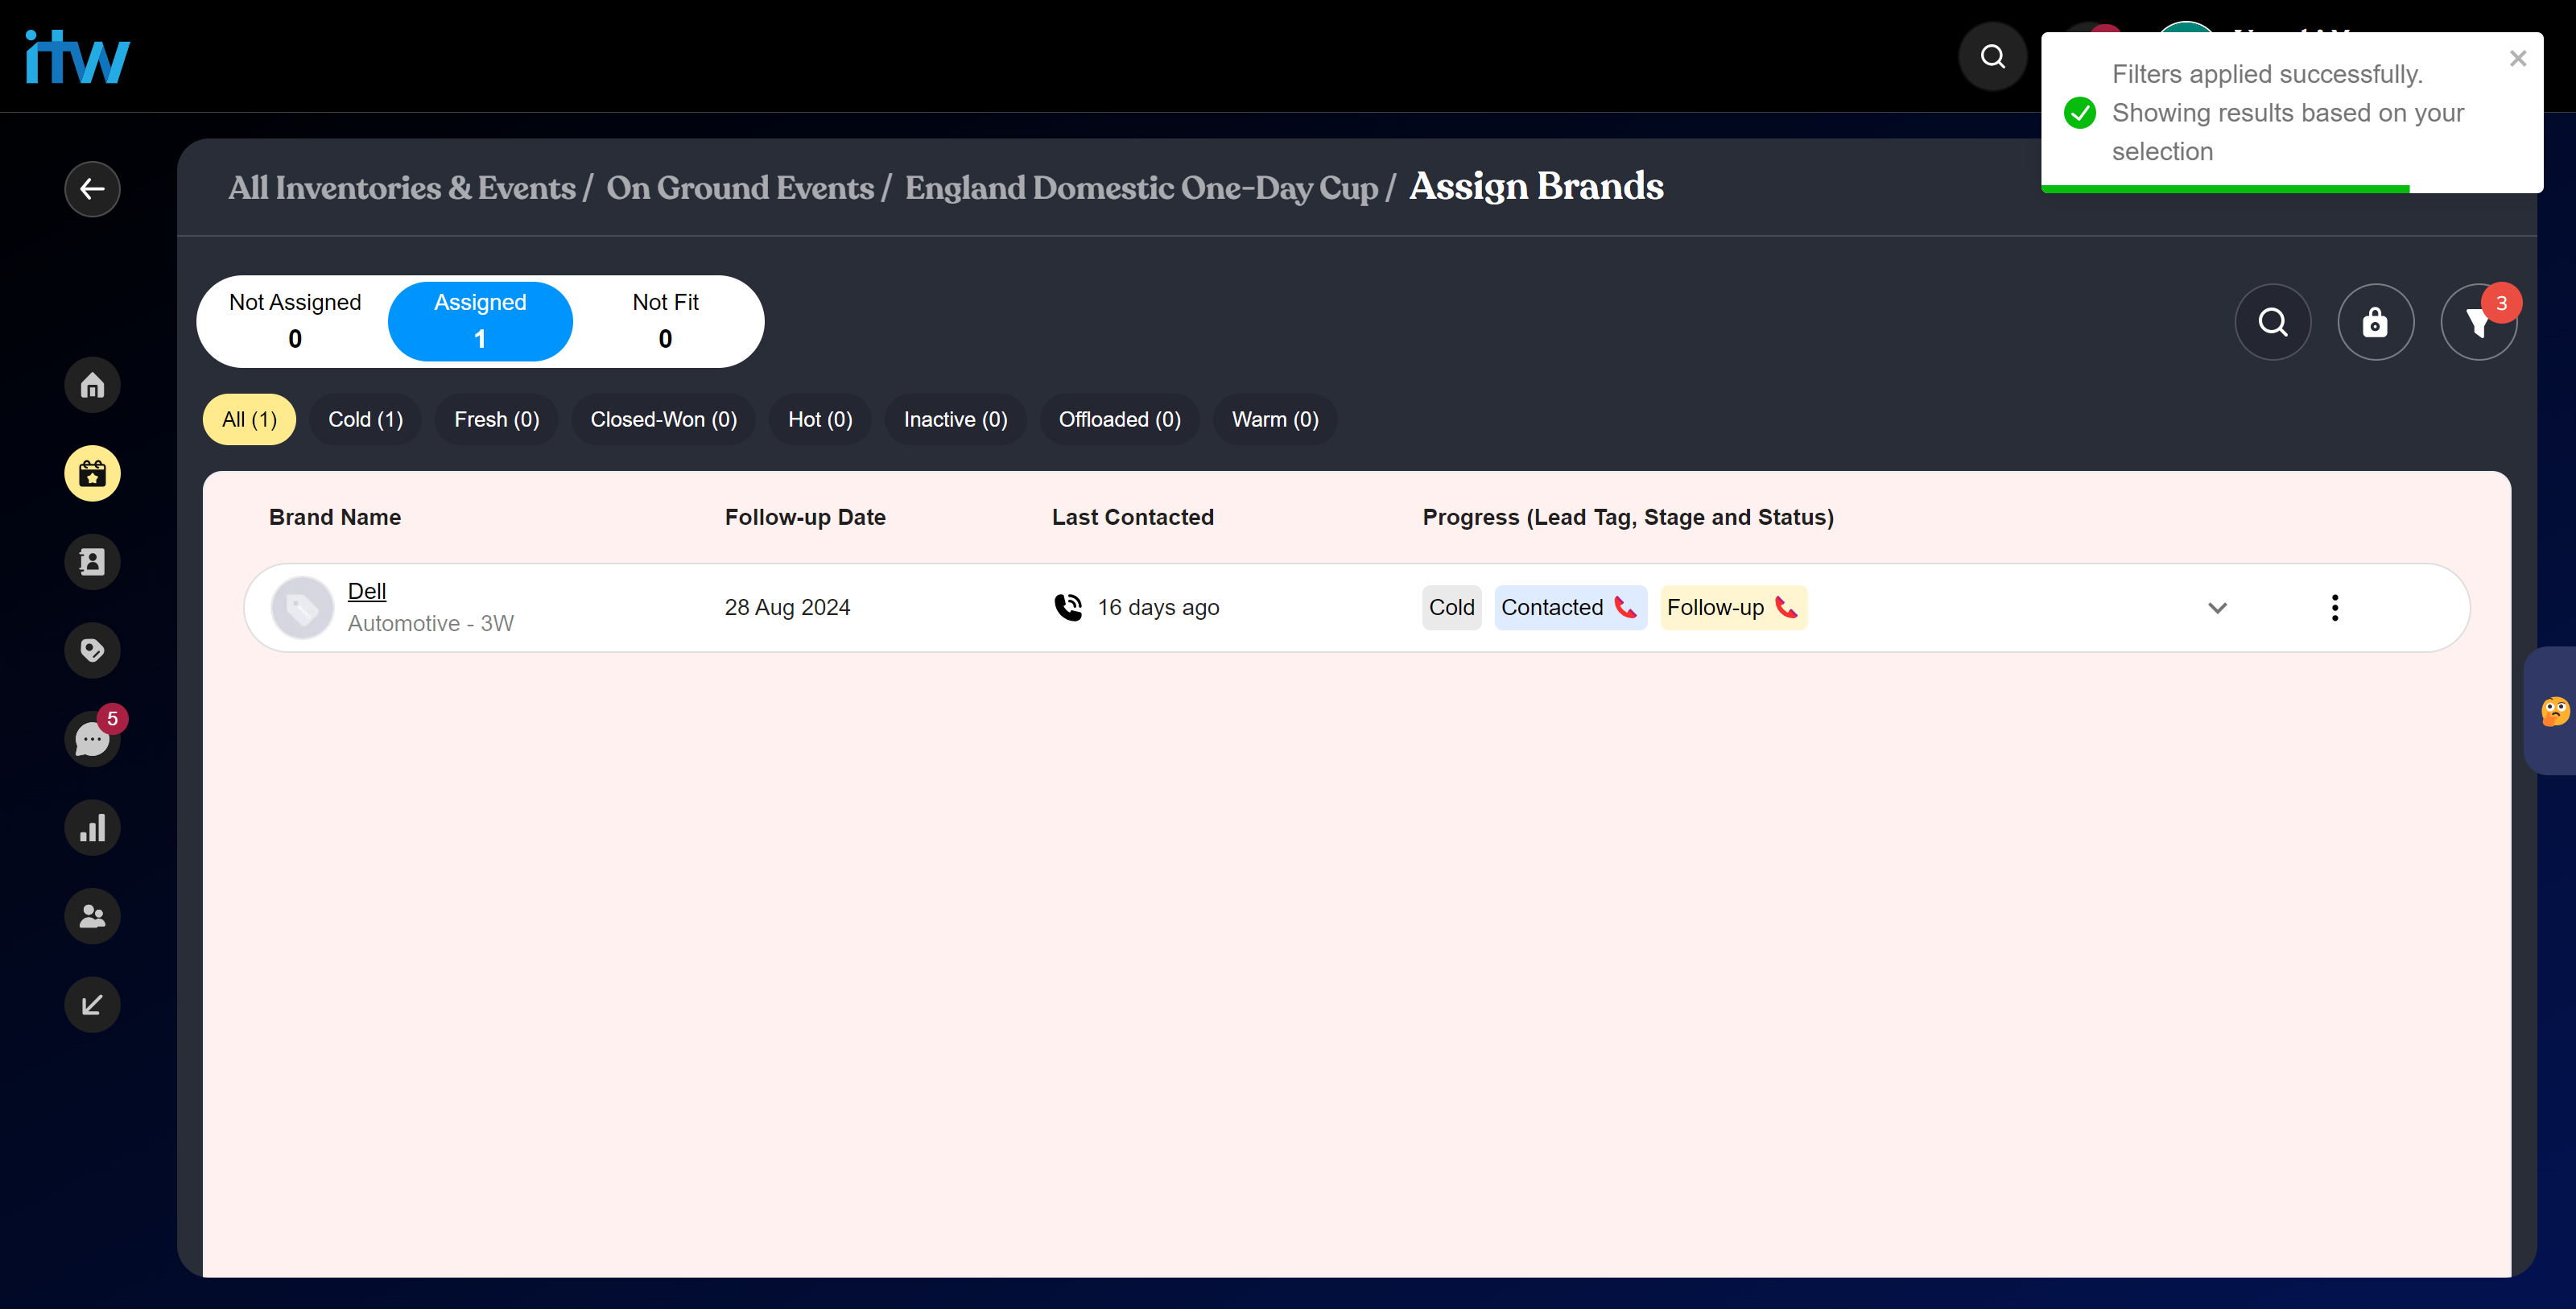 itw
Filters applied successfully.
Showing results based on your
selection
All Inventories & Events / On Ground Events / England Domestic One-Day Cup / Assign Brands
Not Assigned Assigned Not Fit
0 1 0
3
All (1) Cold (1) Fresh (0) Closed-Won (0) Hot (0) Inactive (0) Offloaded (0) Warm (0)
Brand Name Follow-up Date Last Contacted Progress (Lead Tag, Stage and Status)
Dell
Automotive - 3W
28 Aug 2024 16 days ago Cold Contacted Follow-up
5